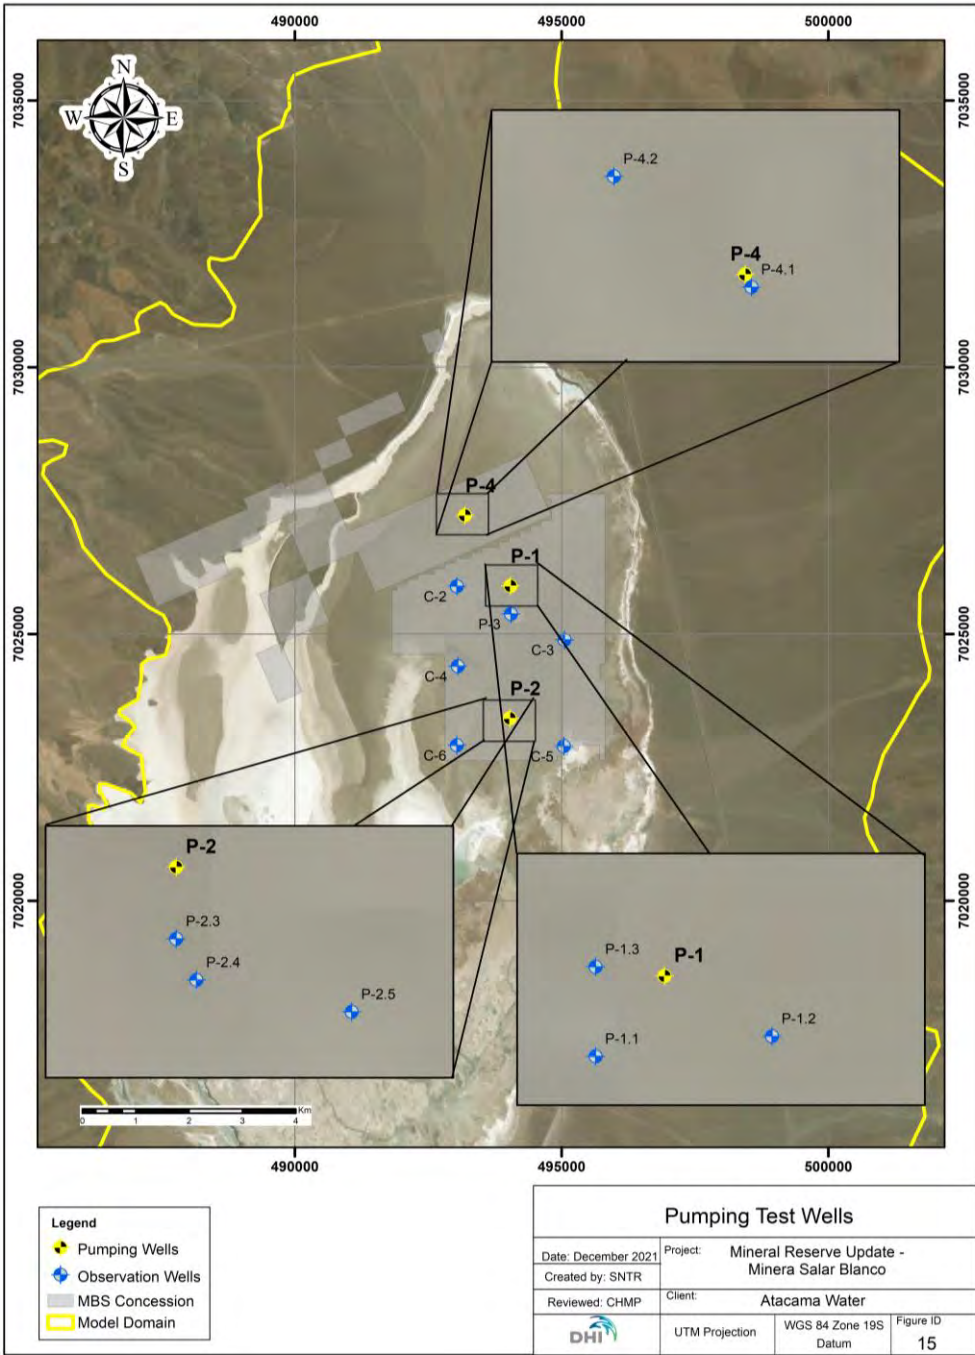 490000
495000
500000
7035000
7035000
N
W
E
S
P-4.2
P-4
P-4.1
7030000
7030000
P-4
P-1
C-2
P-3
C-3
7025000
7025000
C-4
P-2
C-6
C-5
P-2
P-2.3
P-2.4
P-2.5
P-1.3
P-1
P-1.2
P-1.1
7020000
7020000
Km
0 1 2 3 4
490000
495000
500000
Legend
Pumping Wells
Observation Wells
MBS Concession
Model Domain
Pumping Test Wells
Date: December 2021
Created by: SNTR
Reviewed: CHMP
Project: Mineral Reserve Update -
Minera Salar Blanco
Client: Atacama Water
DHI
UTM Projection
WGS 84 Zone 19S
Datum
Figure ID
15